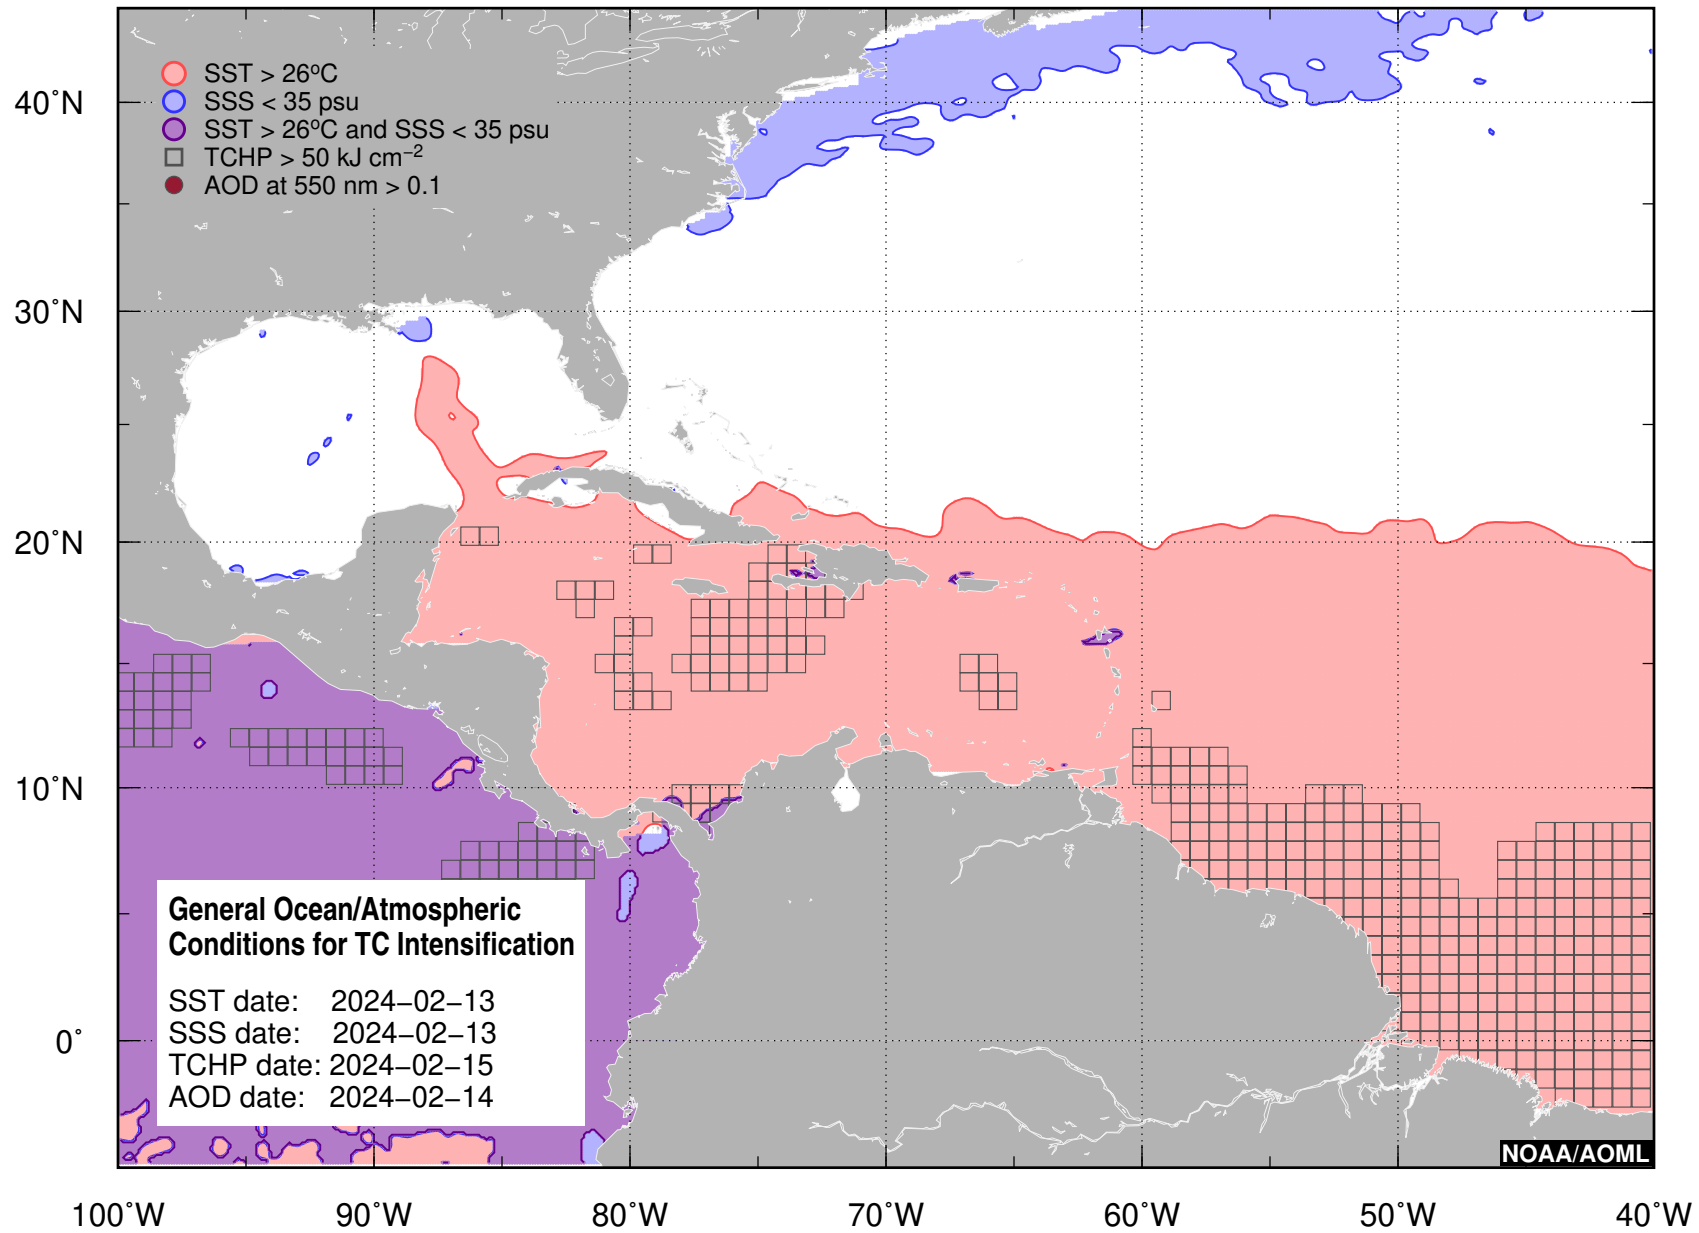 SST > 26ºC
SSS < 35 psu
SST > 26ºC and SSS < 35 psu
TCHP > 50 kJ cm⁻²
AOD at 550 nm > 0.1
40˚N
30˚N
20˚N
10˚N
0˚
General Ocean/Atmospheric
Conditions for TC Intensification
SST date: 2024−02−13
SSS date: 2024−02−13
TCHP date: 2024−02−15
AOD date: 2024−02−14
NOAA/AOML
100˚W 90˚W 80˚W 70˚W 60˚W 50˚W 40˚W